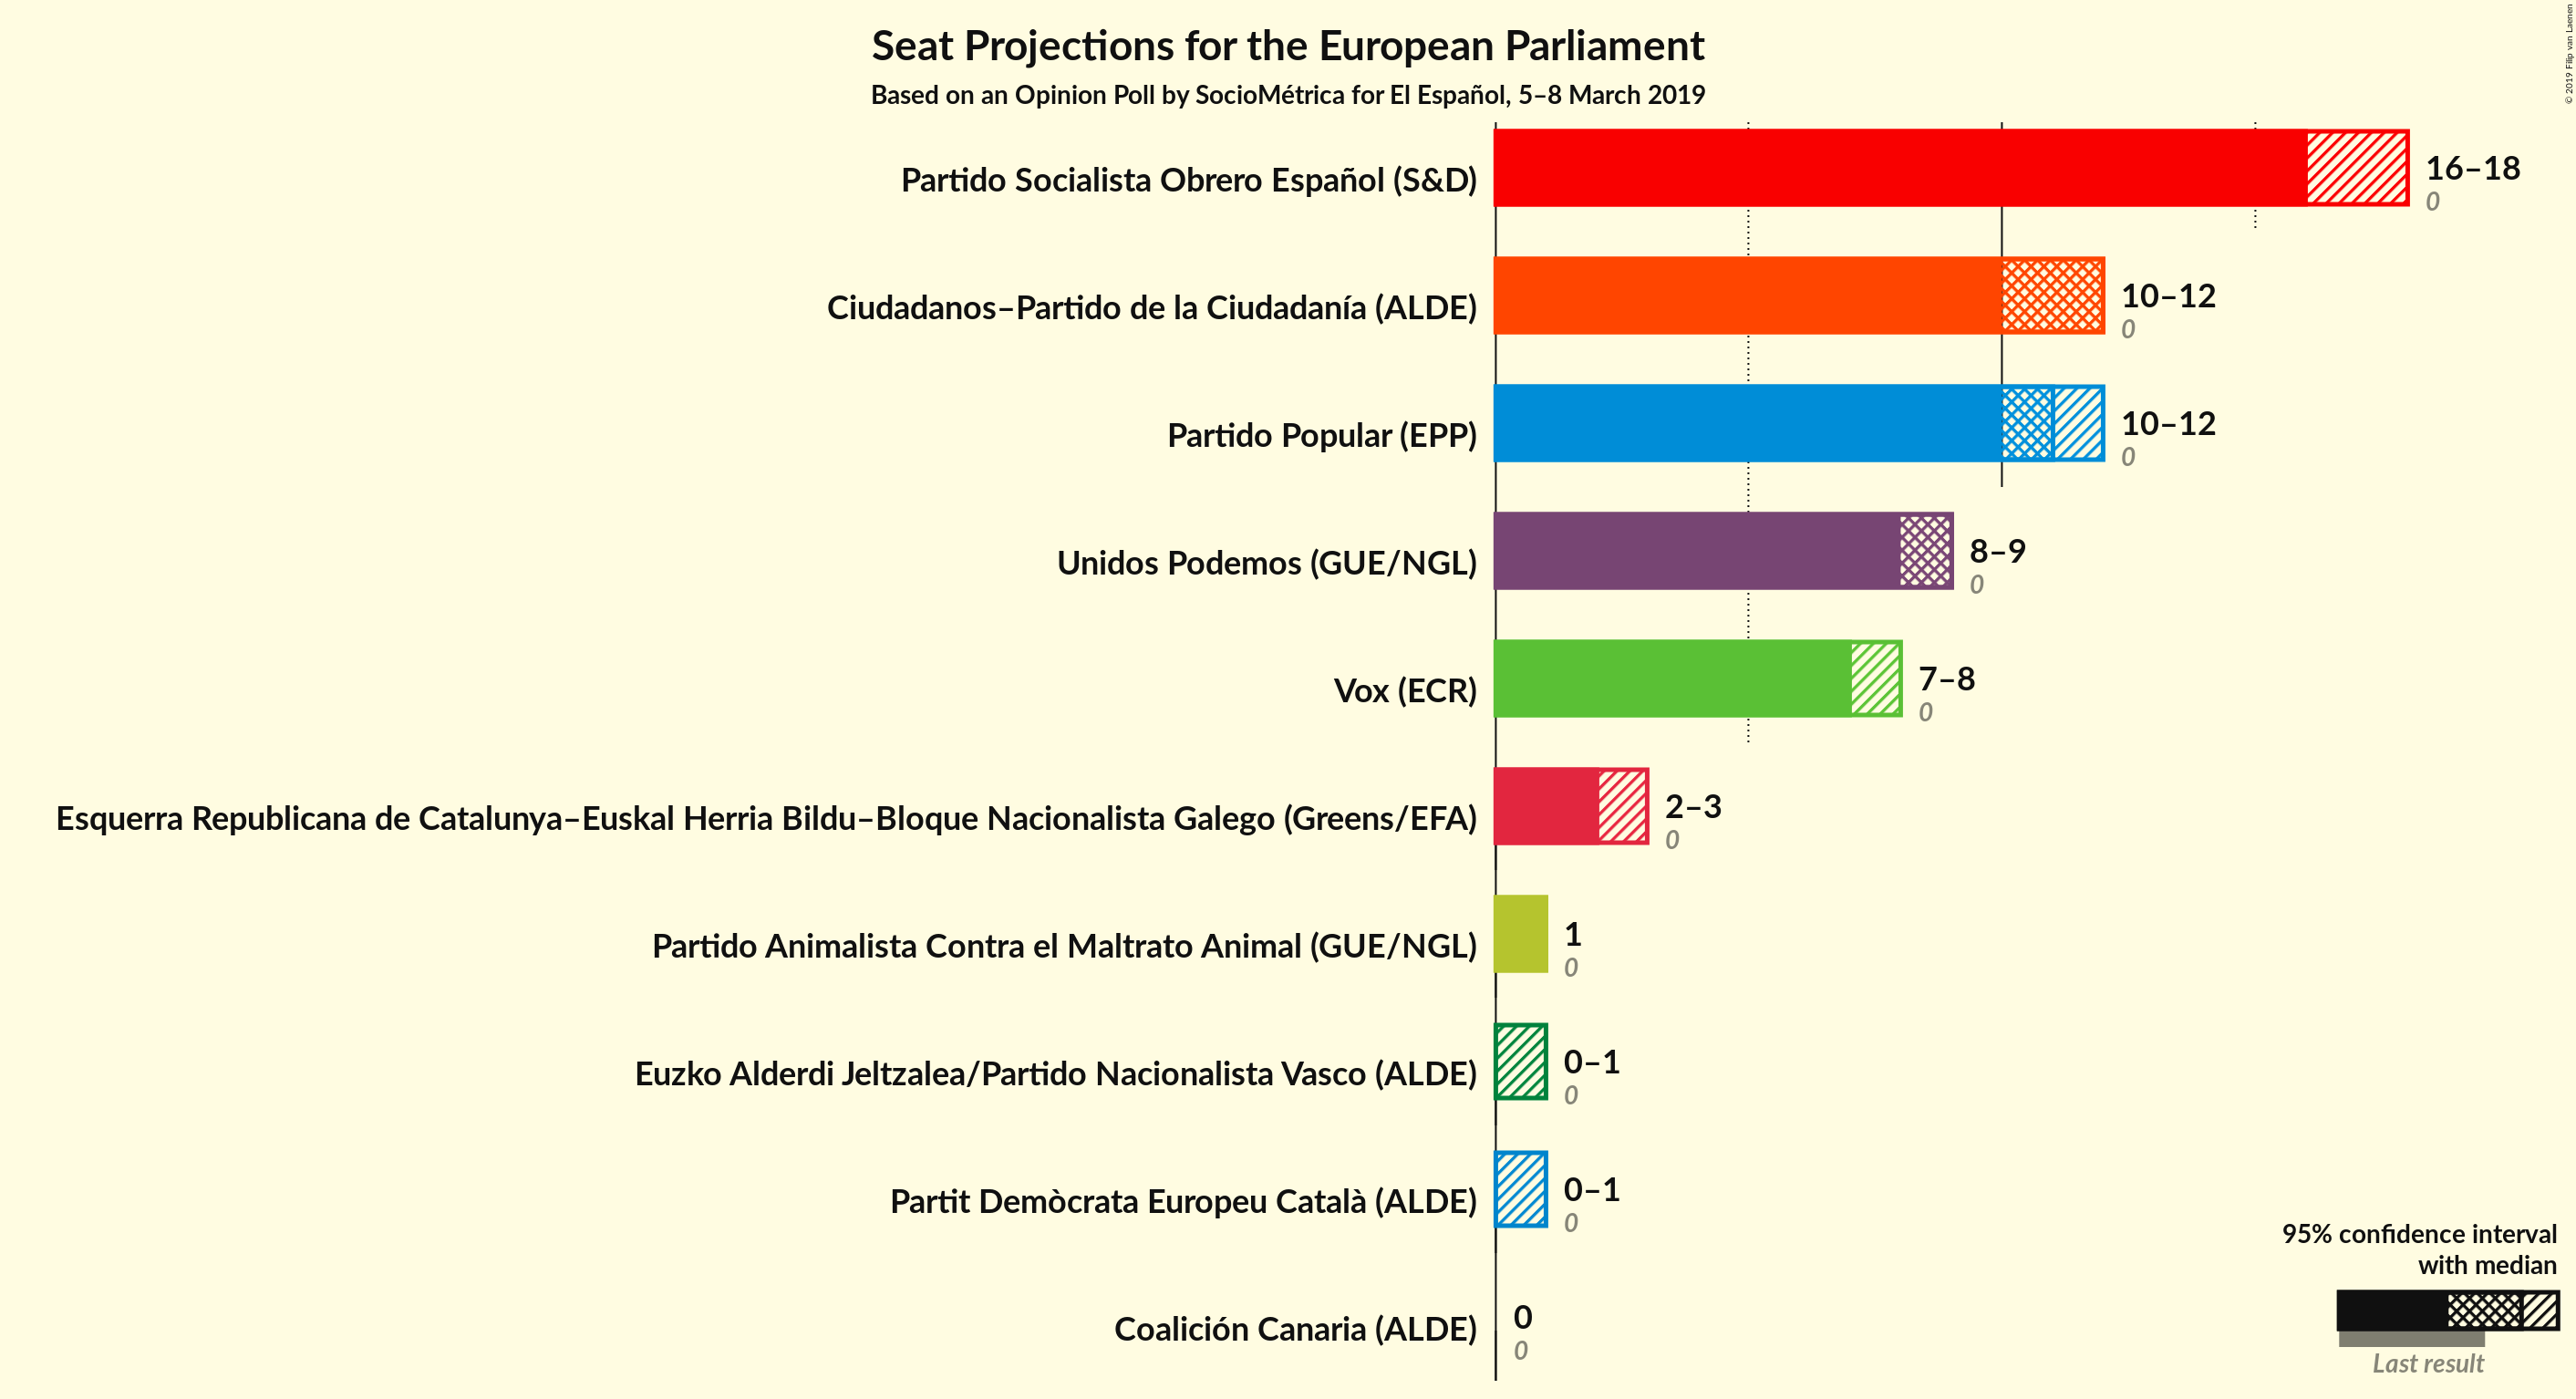 Seat Projections for the European Parliament
Based on an Opinion Poll by SocioMétrica for El Español, 5–8 March 2019
© 2019 Filip van Laenen
Partido Socialista Obrero Español (S&D)
16–18
0
Ciudadanos–Partido de la Ciudadanía (ALDE)
10–12
0
Partido Popular (EPP)
10–12
0
Unidos Podemos (GUE/NGL)
8–9
0
Vox (ECR)
7–8
0
Esquerra Republicana de Catalunya–Euskal Herria Bildu–Bloque Nacionalista Galego (Greens/EFA)
2–3
0
Partido Animalista Contra el Maltrato Animal (GUE/NGL)
1
0
Euzko Alderdi Jeltzalea/Partido Nacionalista Vasco (ALDE)
0–1
0
Partit Demòcrata Europeu Català (ALDE)
0–1
0
Coalición Canaria (ALDE)
0
0
95% confidence interval
with median
Last result